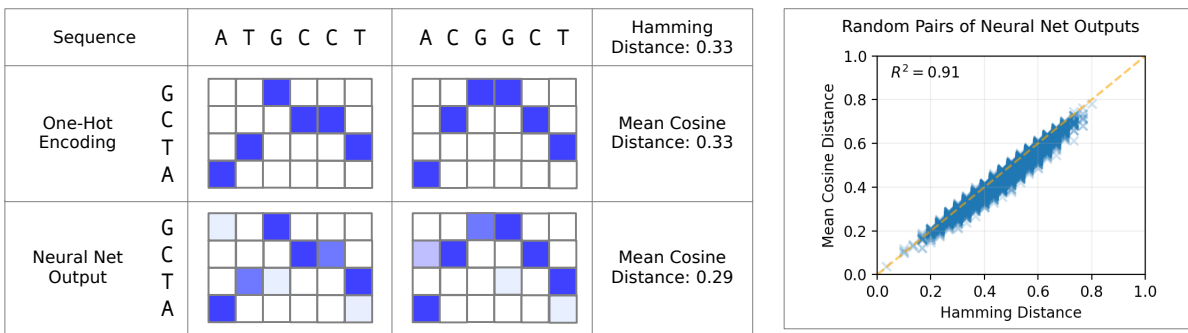 Sequence
A T G C C T
A C G G C T
Hamming
Distance: 0.33
One-Hot
Encoding
G
C
T
A
Mean Cosine
Distance: 0.33
Neural Net
Output
G
C
T
A
Mean Cosine
Distance: 0.29
Random Pairs of Neural Net Outputs
R² = 0.91
Mean Cosine Distance
1.0
0.8
0.6
0.4
0.2
0.0
0.0 0.2 0.4 0.6 0.8 1.0
Hamming Distance